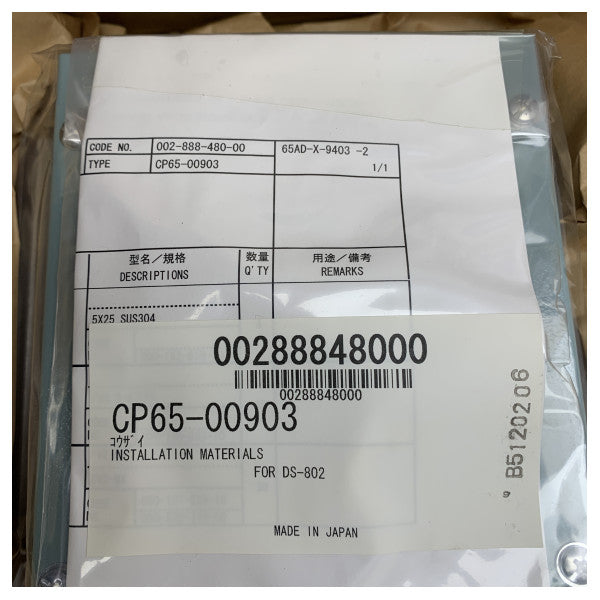 CODE NO. 002-888-480-00 65AD-X-9403 -2
TYPE CP65-00903 1/1
型名/規格 数量 用途/備考
DESCRIPTIONS Q'TY REMARKS
5X25 SUS304
00288848000
00288848000
CP65-00903
コウザイ
INSTALLATION MATERIALS
FOR DS-802
MADE IN JAPAN
B5120206